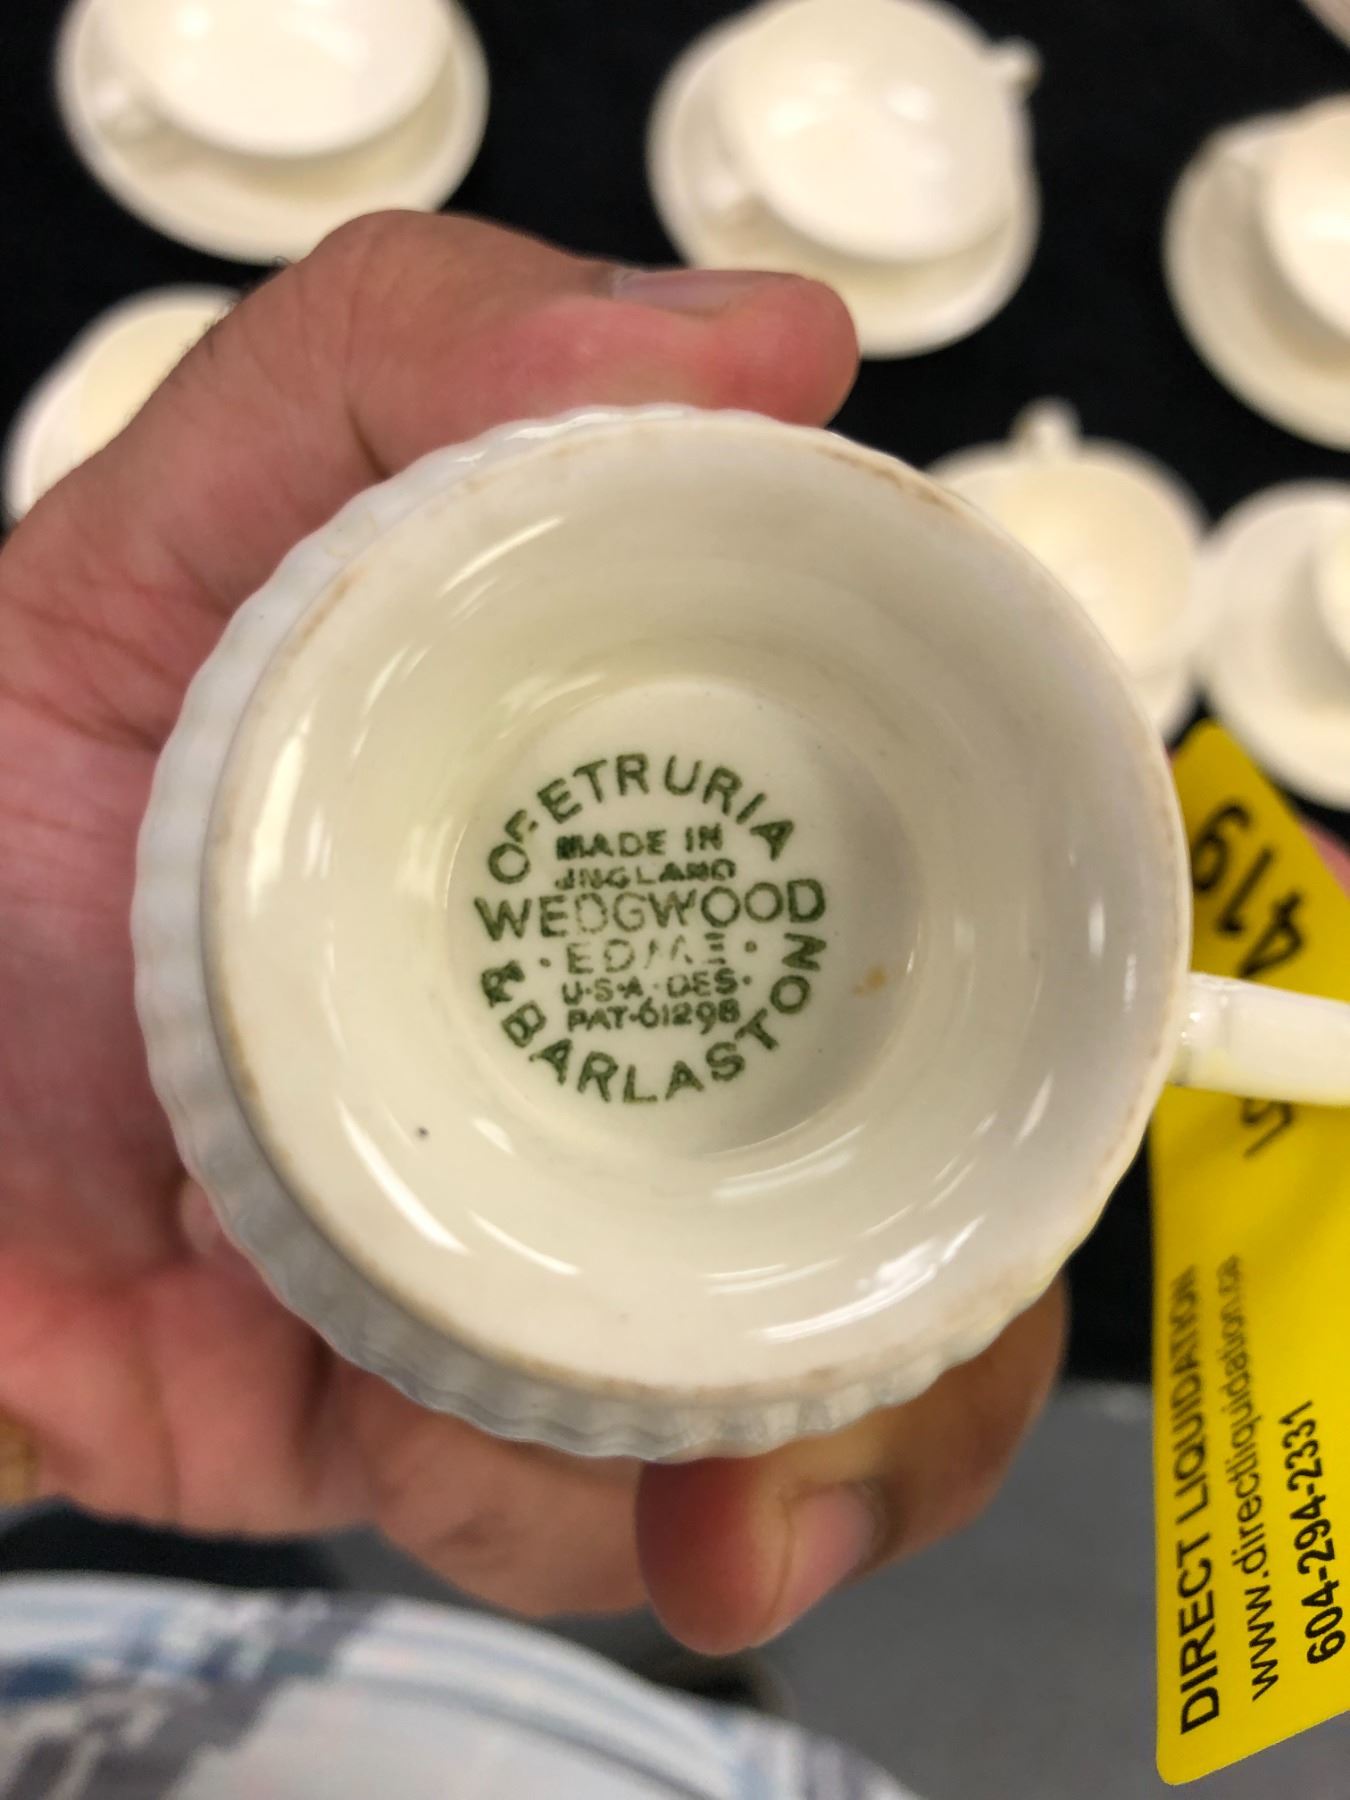 OF ETRURIA
MADE IN
ENGLAND
WEDGWOOD
·EDME·
U·S·A·DES·
PAT·61298
& BARLASTON
419
DIRECT LIQUIDATION
www.directliquidation.ca
604-294-2331